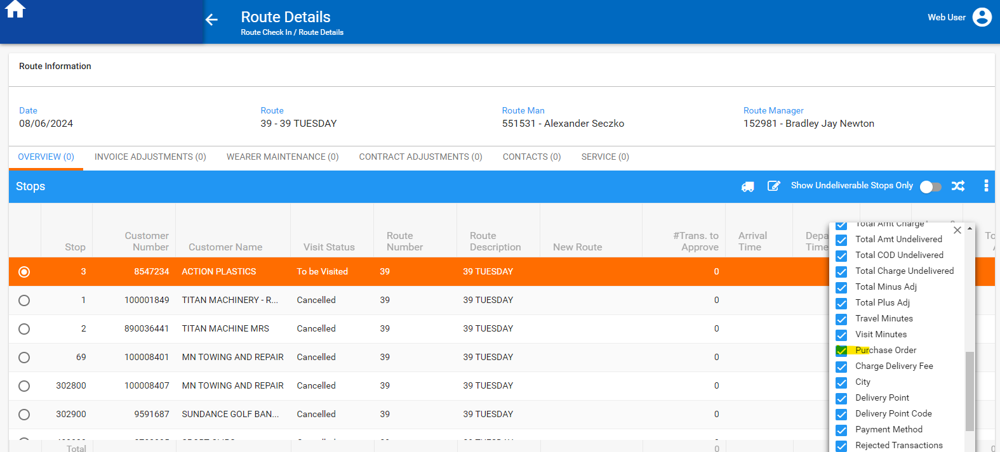 Route Details
Route Check In / Route Details
Web User
Route Information
Date
08/06/2024
Route
39 - 39 TUESDAY
Route Man
551531 - Alexander Seczko
Route Manager
152981 - Bradley Jay Newton
OVERVIEW (0) INVOICE ADJUSTMENTS (0) WEARER MAINTENANCE (0) CONTRACT ADJUSTMENTS (0) CONTACTS (0) SERVICE (0)
Stops
Show Undeliverable Stops Only
Stop
Customer
Number
Customer Name
Visit Status
Route
Number
Route
Description
New Route
#Trans. to
Approve
Arrival
Time
Depa
Time
To
3 8547234 ACTION PLASTICS To be Visited 39 39 TUESDAY 0
1 100001849 TITAN MACHINERY - R... Cancelled 39 39 TUESDAY 0
2 890036441 TITAN MACHINE MRS Cancelled 39 39 TUESDAY 0
69 100008401 MN TOWING AND REPAIR Cancelled 39 39 TUESDAY 0
302800 100008407 MN TOWING AND REPAIR Cancelled 39 39 TUESDAY 0
302900 9591687 SUNDANCE GOLF BAN... Cancelled 39 39 TUESDAY 0
Total 0 0
Total Amt Charge
Total Amt Undelivered
Total COD Undelivered
Total Charge Undelivered
Total Minus Adj
Total Plus Adj
Travel Minutes
Visit Minutes
Purchase Order
Charge Delivery Fee
City
Delivery Point
Delivery Point Code
Payment Method
Rejected Transactions